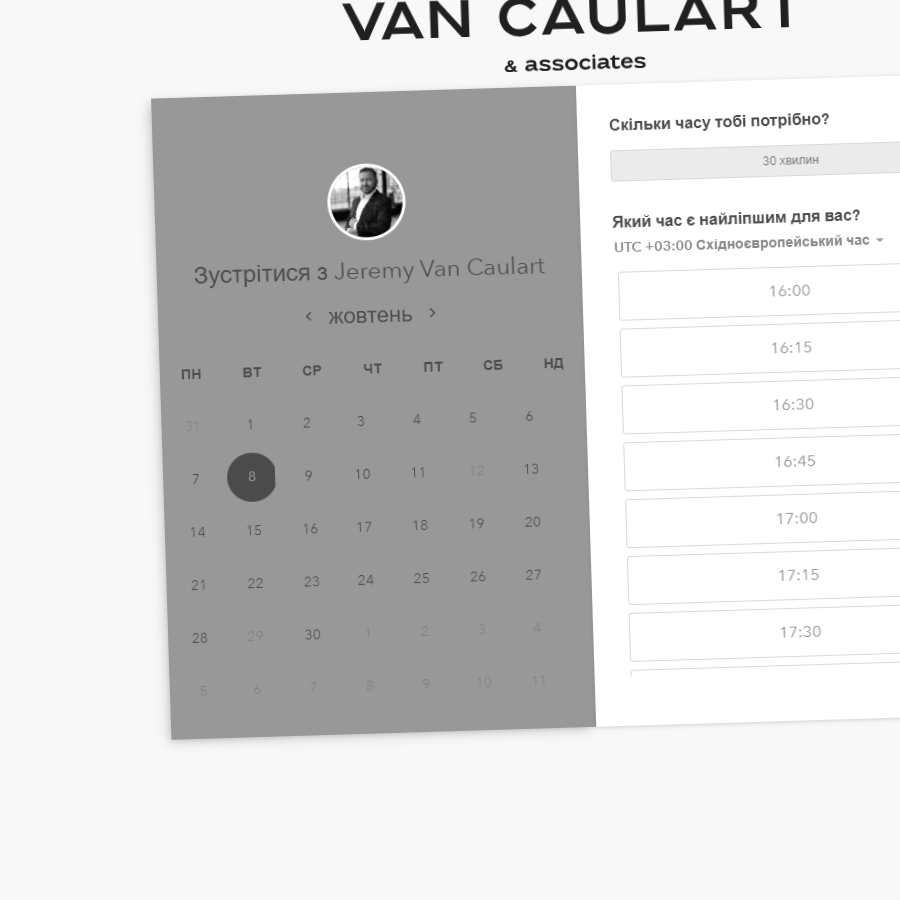 VAN CAULART
& associates
Зустрітися з Jeremy Van Caulart
жовтень
ПН ВТ СР ЧТ ПТ СБ НД
31 1 2 3 4 5 6
7 8 9 10 11 12 13
14 15 16 17 18 19 20
21 22 23 24 25 26 27
28 29 30 1 2 3 4
5 6 7 8 9 10 11
Скільки часу тобі потрібно?
30 хвилин
Який час є найліпшим для вас?
UTC +03:00 Східноєвропейський час
16:00
16:15
16:30
16:45
17:00
17:15
17:30